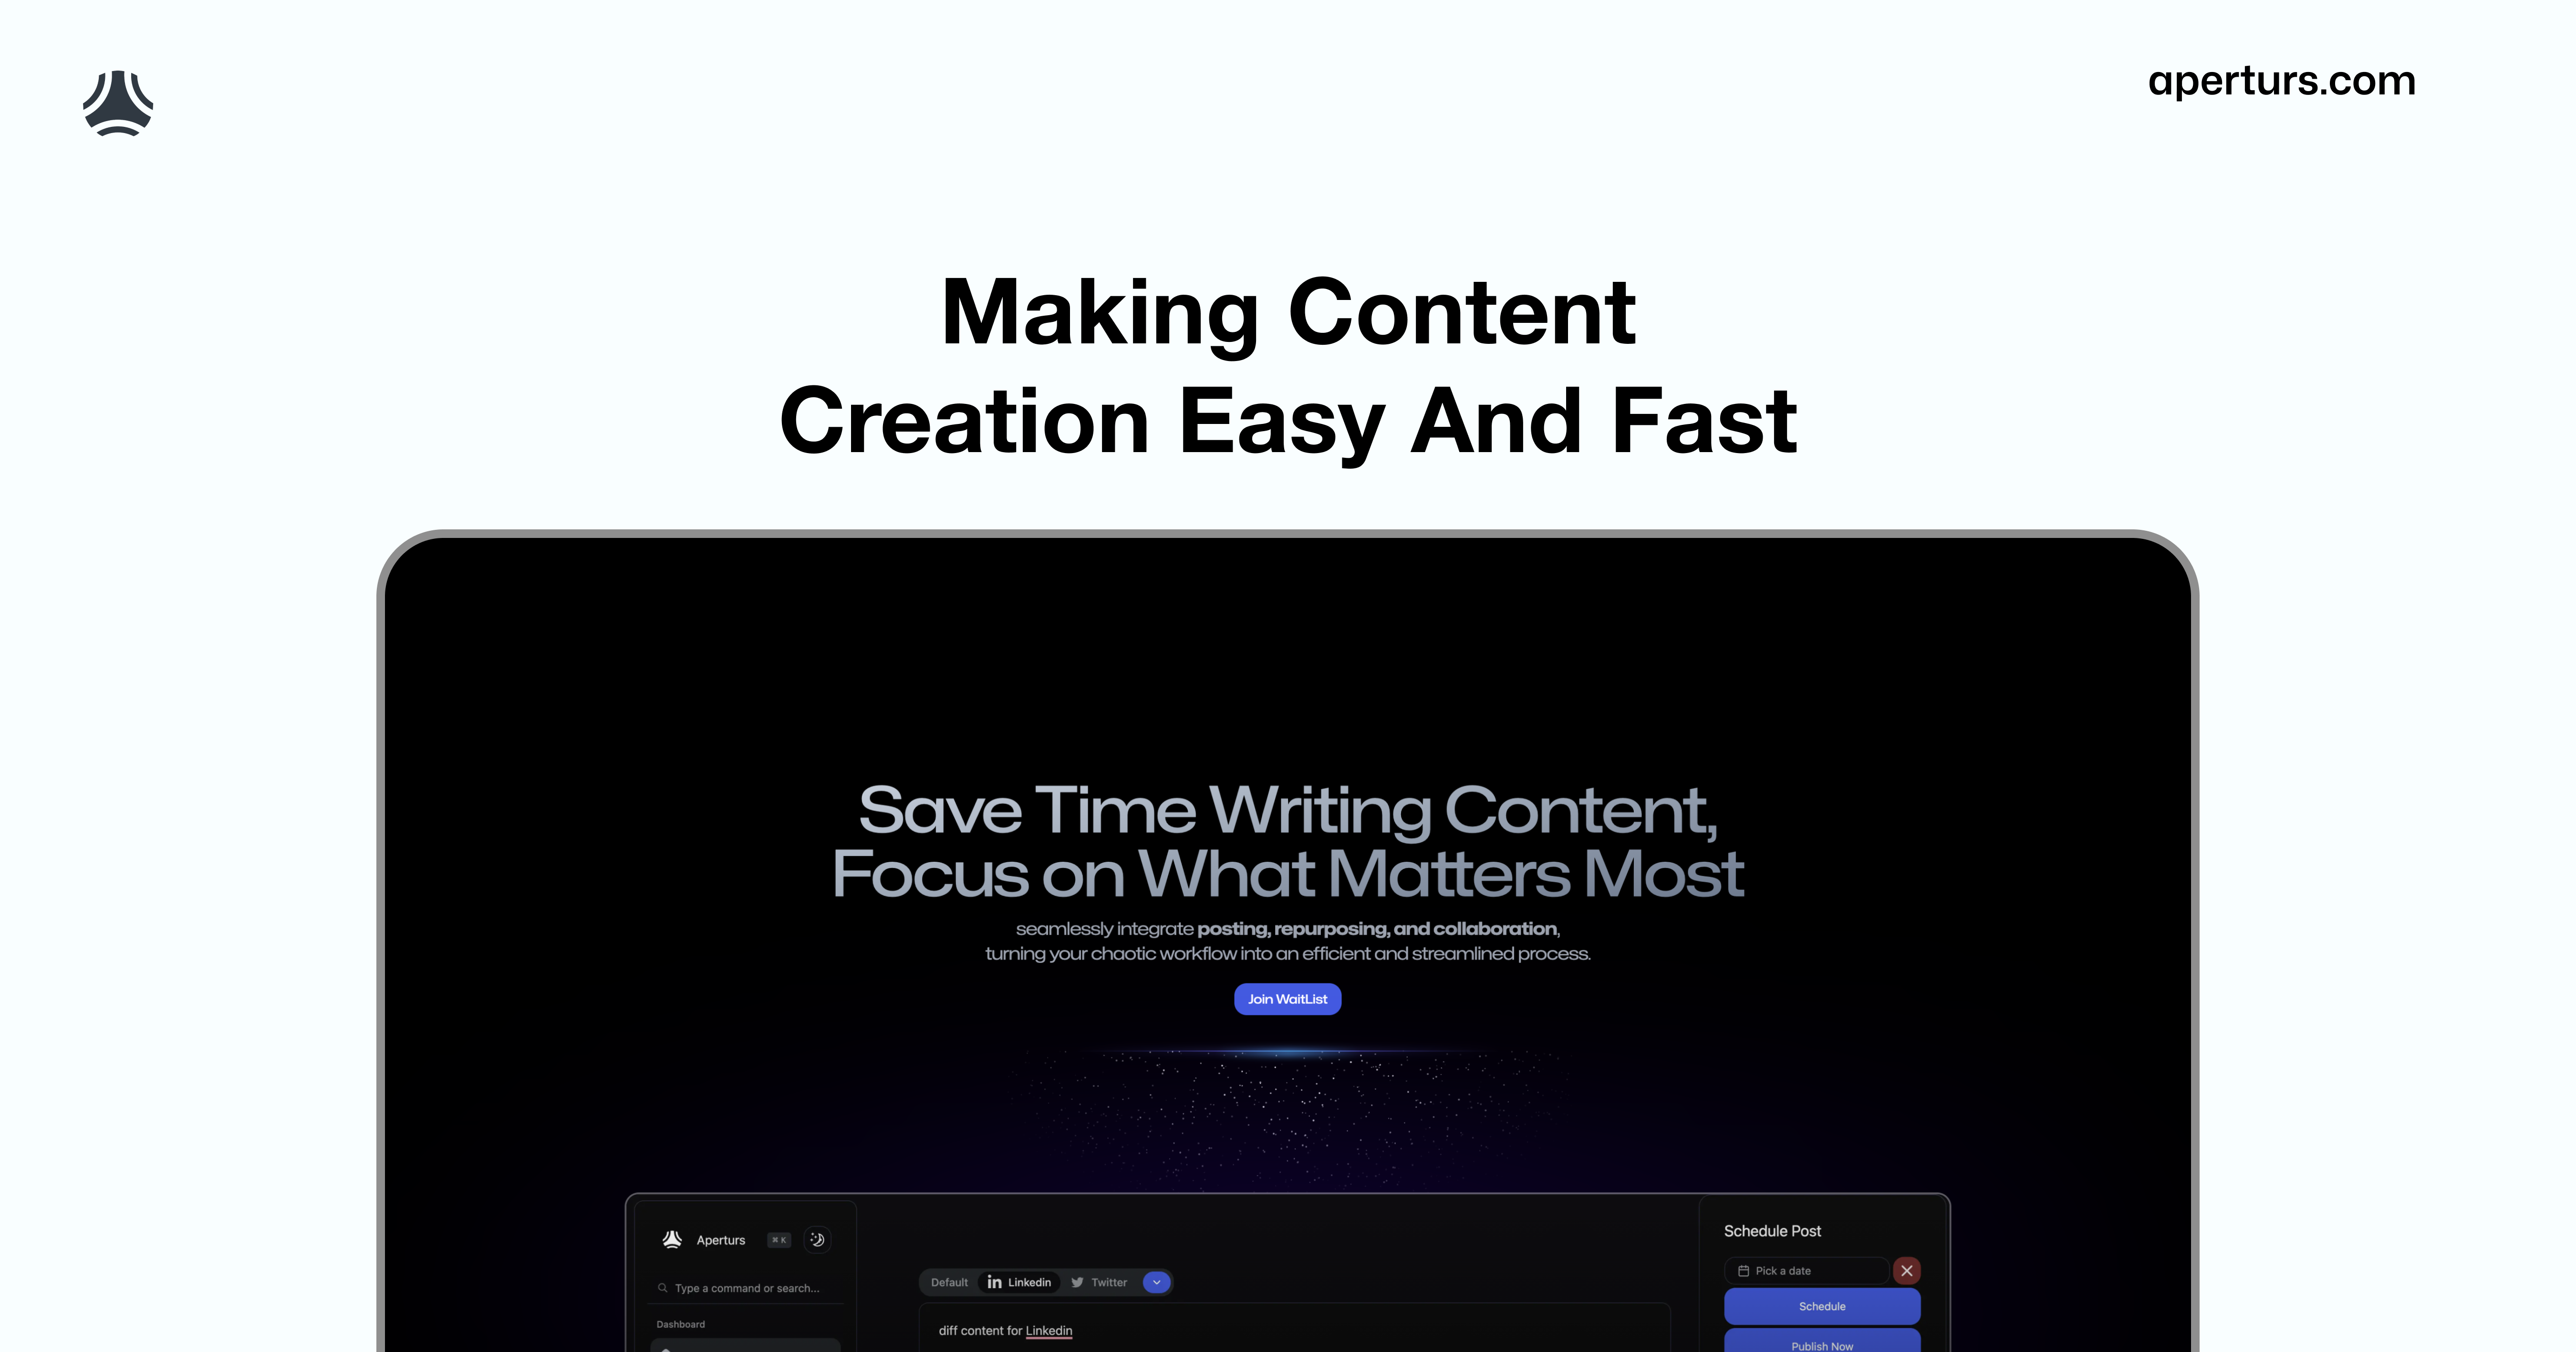 aperturs.com
Making Content
Creation Easy And Fast
Save Time Writing Content,
Focus on What Matters Most
seamlessly integrate posting, repurposing, and collaboration,
turning your chaotic workflow into an efficient and streamlined process.
Join WaitList
Aperturs ⌘ K
Type a command or search...
Dashboard
Default Linkedin Twitter
diff content for Linkedin
Schedule Post
Pick a date
Schedule
Publish Now